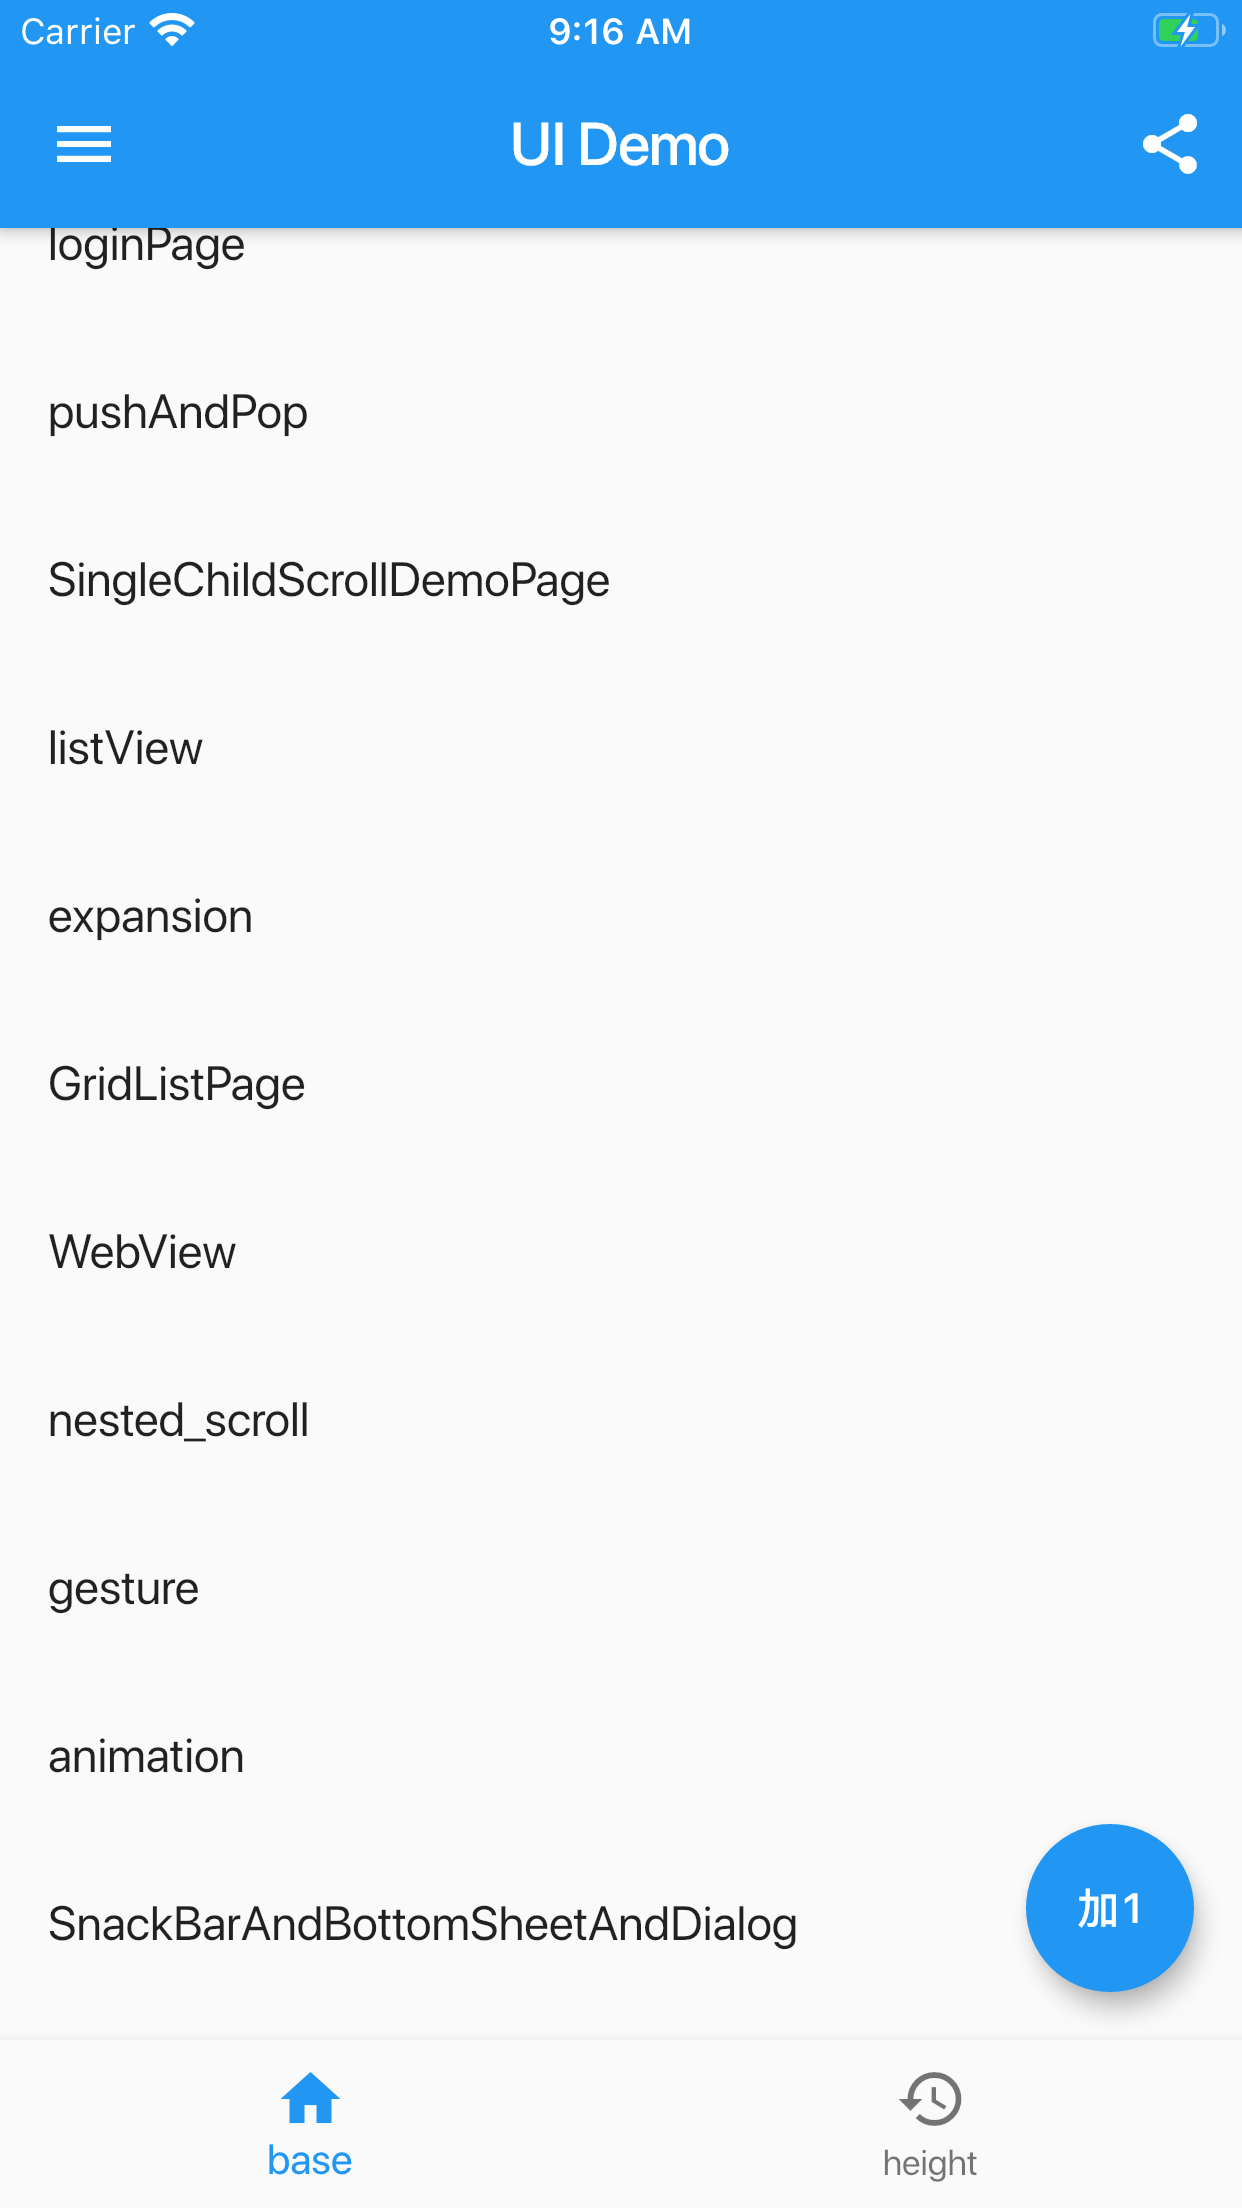 Carrier 9:16 AM
UI Demo
loginPage
pushAndPop
SingleChildScrollDemoPage
listView
expansion
GridListPage
WebView
nested_scroll
gesture
animation
SnackBarAndBottomSheetAndDialog
加1
base
height